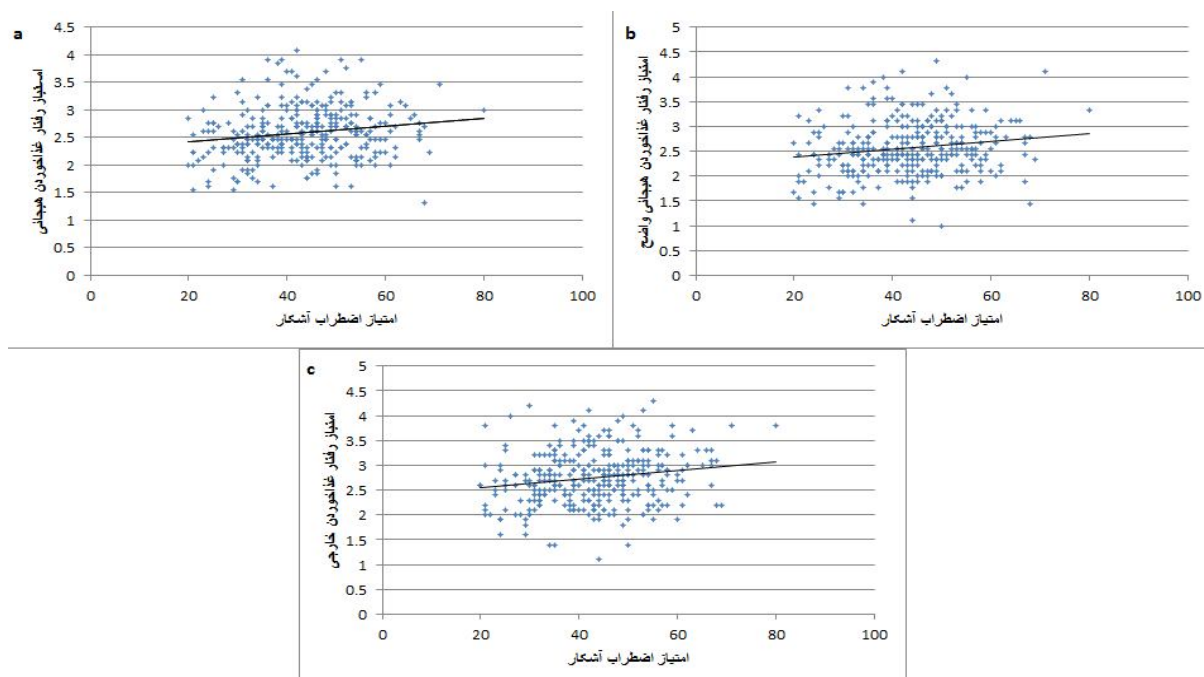 a
4.5
4
3.5
3
2.5
2
1.5
1
0.5
0
0 20 40 60 80 100
امتیاز رفتار غذاخوردن هیجانی
امتیاز اضطراب آشکار
b
5
4.5
4
3.5
3
2.5
2
1.5
1
0.5
0
0 20 40 60 80 100
امتیاز رفتار غذاخوردن هیجانی واضح
امتیاز اضطراب آشکار
c
5
4.5
4
3.5
3
2.5
2
1.5
1
0.5
0
0 20 40 60 80 100
امتیاز رفتار غذاخوردن خارجی
امتیاز اضطراب آشکار